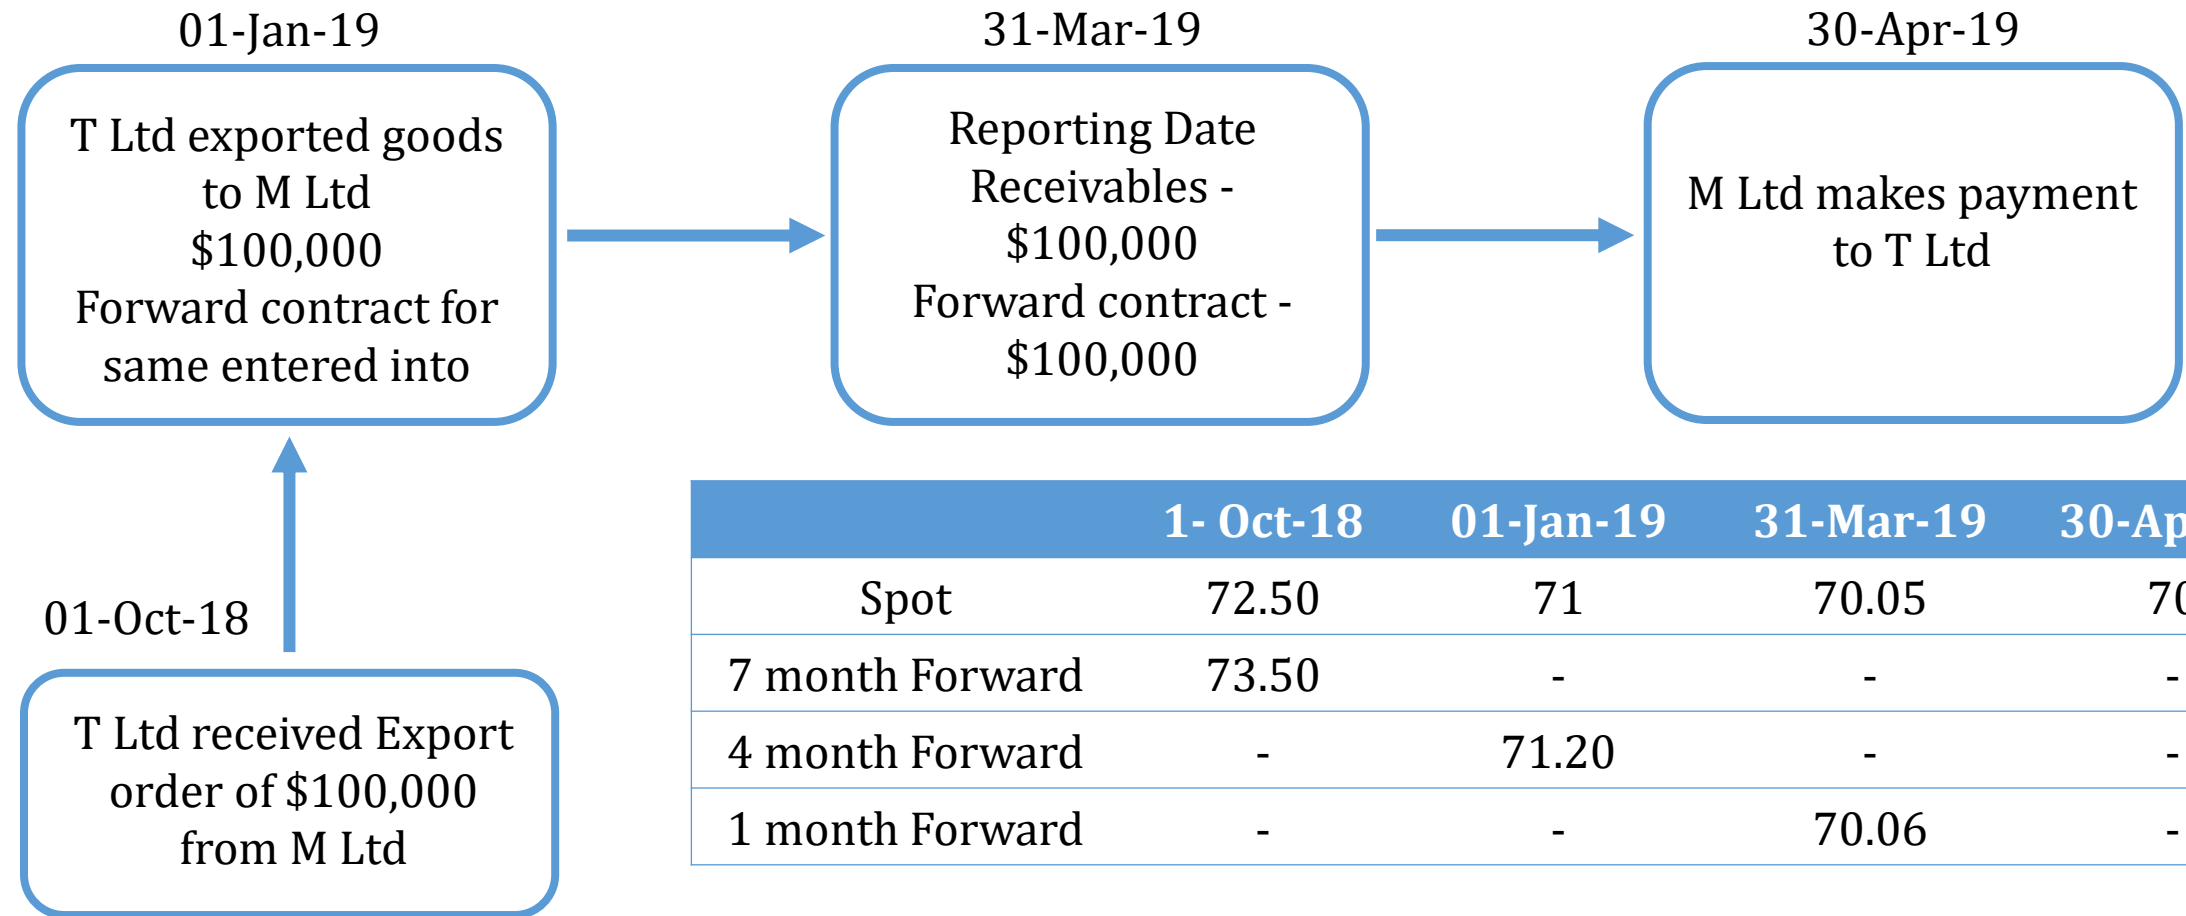 01-Jan-19
T Ltd exported goods
to M Ltd
$100,000
Forward contract for
same entered into
31-Mar-19
Reporting Date
Receivables -
$100,000
Forward contract -
$100,000
30-Apr-19
M Ltd makes payment
to T Ltd
01-Oct-18
T Ltd received Export
order of $100,000
from M Ltd
1- Oct-18 01-Jan-19 31-Mar-19
Spot 72.50 71 70.05
7 month Forward 73.50 - - -
4 month Forward - 71.20 - -
1 month Forward - - 70.06 -